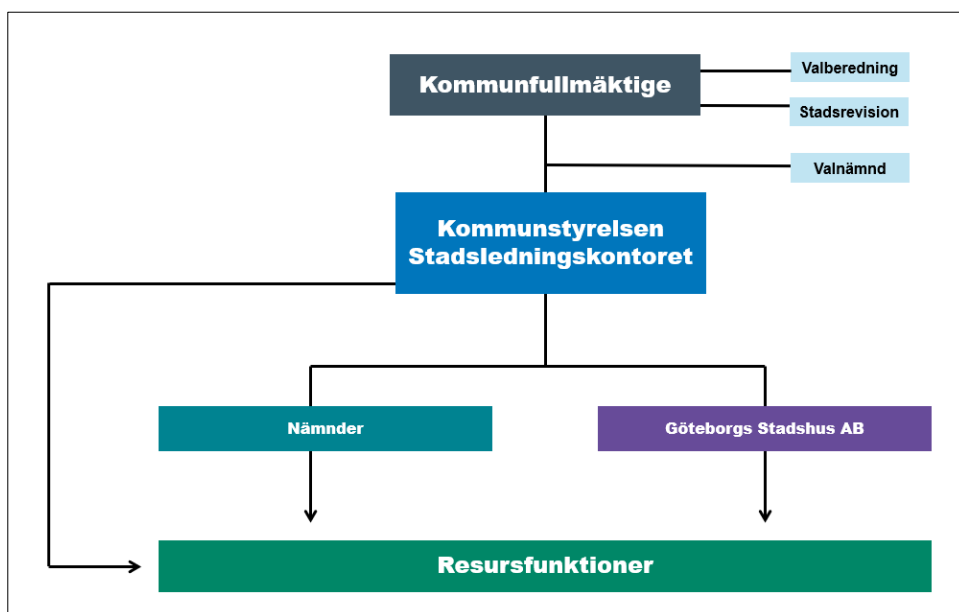 Kommunfullmäktige
Valberedning
Stadsrevision
Valnämnd
Kommunstyrelsen
Stadsledningskontoret
Nämnder
Göteborgs Stadshus AB
Resursfunktioner